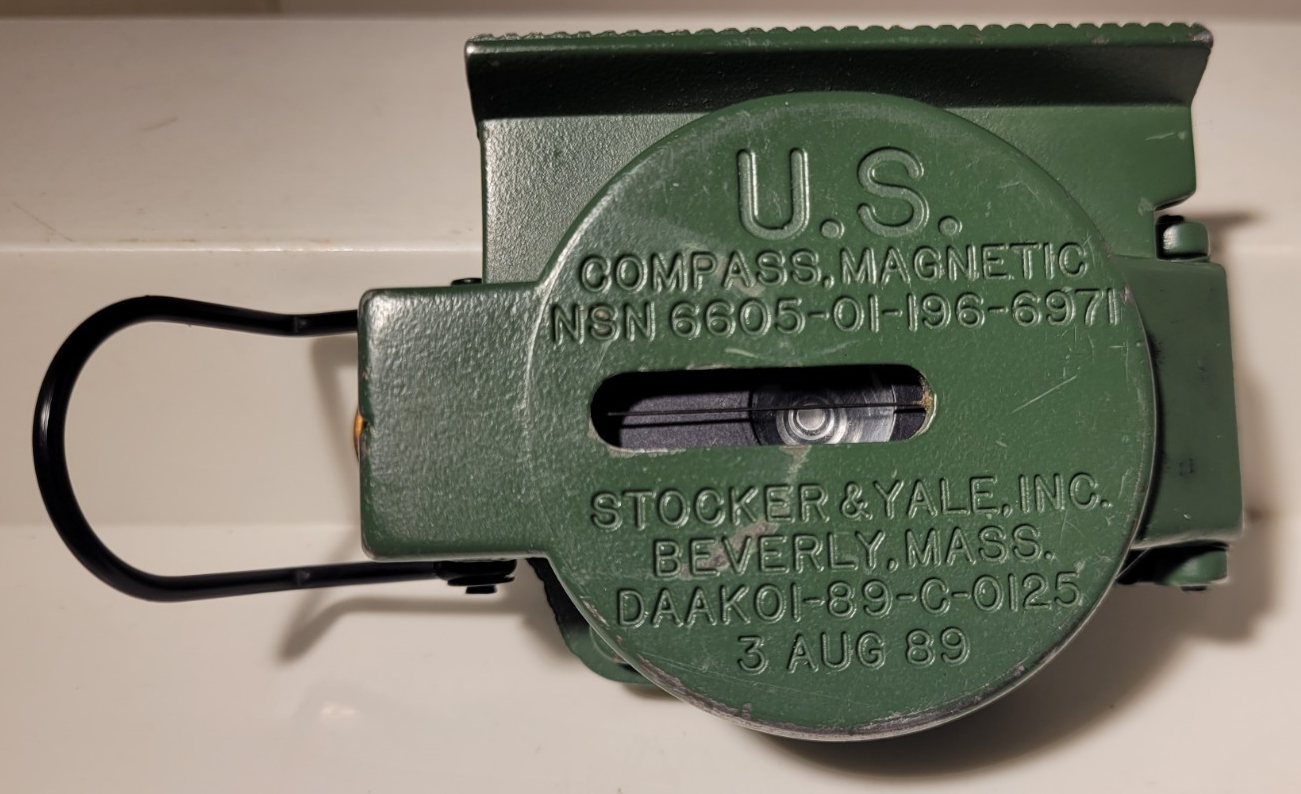 U.S.
COMPASS, MAGNETIC
NSN 6605-01-196-6971
STOCKER & YALE, INC.
BEVERLY, MASS.
DAAK01-89-C-0125
3 AUG 89